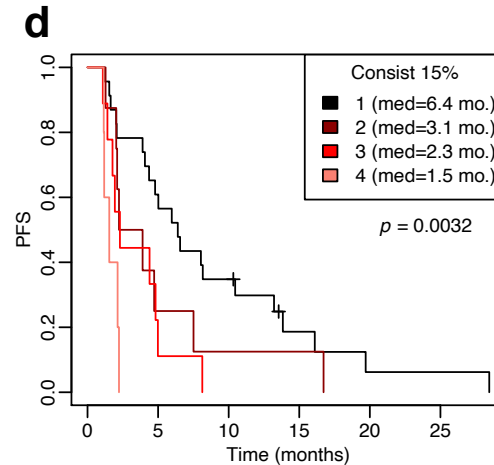 d
Consist 15%
1 (med=6.4 mo.)
2 (med=3.1 mo.)
3 (med=2.3 mo.)
4 (med=1.5 mo.)
p = 0.0032
PFS
1.0
0.8
0.6
0.4
0.2
0.0
0 5 10 15 20 25
Time (months)